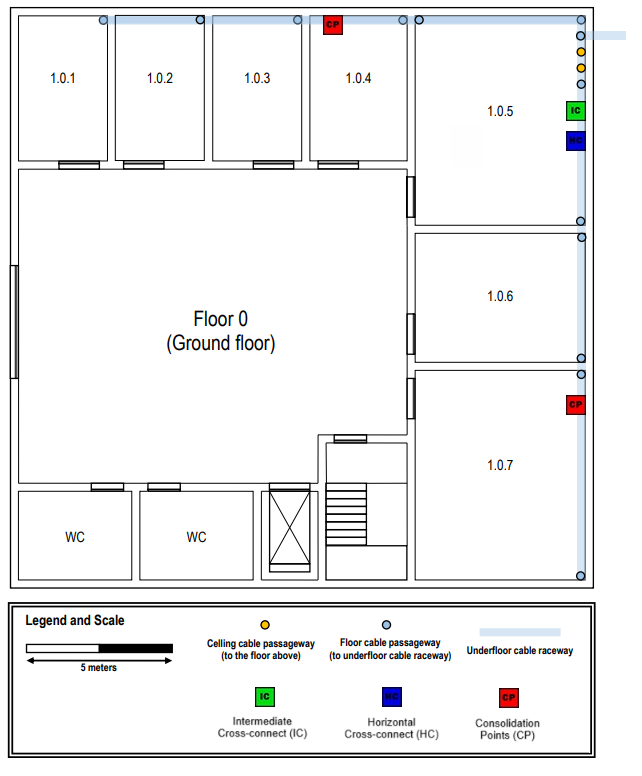 CP
1.0.1
1.0.2
1.0.3
1.0.4
1.0.5
IC
HC
1.0.6
Floor 0
(Ground floor)
CP
1.0.7
WC
WC
Legend and Scale
5 meters
Celling cable passageway
(to the floor above)
Floor cable passageway
(to underfloor cable raceway)
Underfloor cable raceway
IC
HC
CP
Intermediate
Cross-connect (IC)
Horizontal
Cross-connect (HC)
Consolidation
Points (CP)